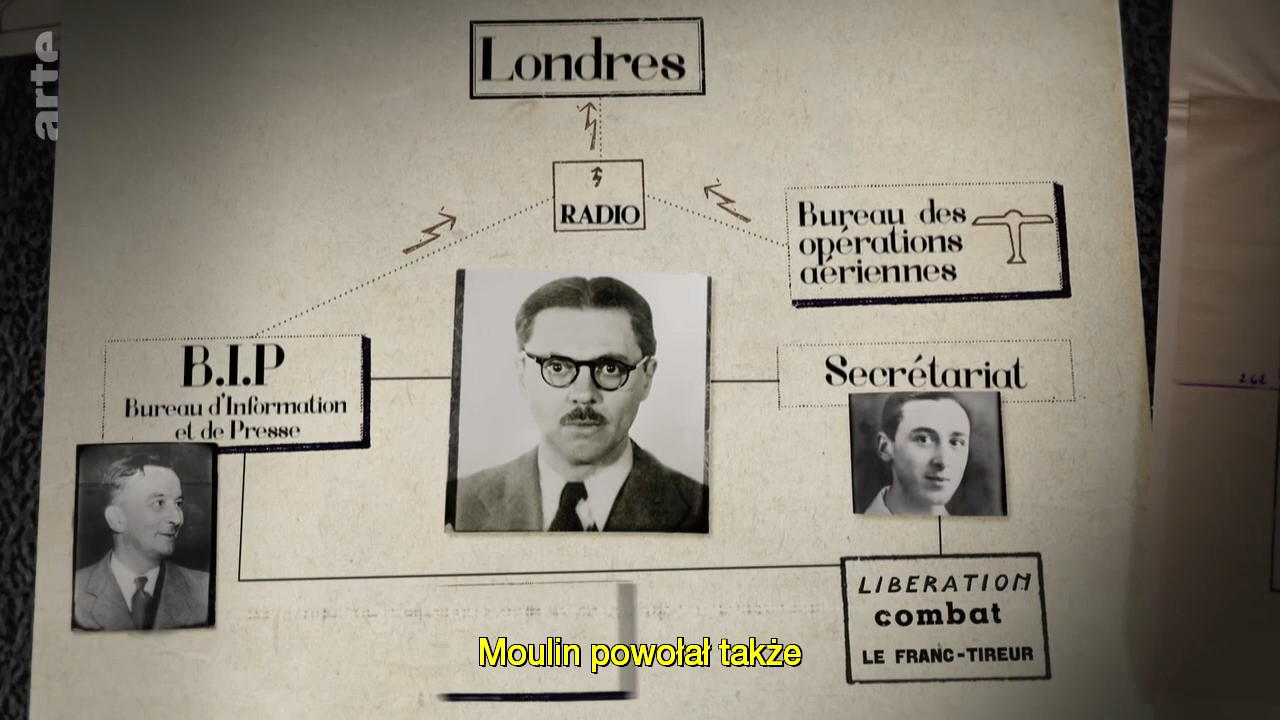 arte
Londres
RADIO
Bureau des
opérations
aériennes
B.I.P
Bureau d'Information
et de Presse
Secrétariat
262
LIBERATION
combat
LE FRANC-TIREUR
Moulin powołał także